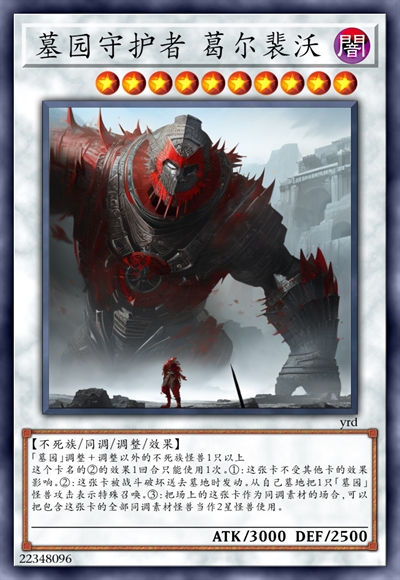 墓园守护者 葛尔裴沃
闇
yrd
【不死族/同调/调整/效果】
「墓园」调整＋调整以外的不死族怪兽1只以上
这个卡名的②的效果1回合只能使用1次。①：这张卡不受其他卡的效果
影响。②：这张卡被战斗破坏送去墓地时发动。从自己墓地把1只「墓园」
怪兽攻击表示特殊召唤。③：把场上的这张卡作为同调素材的场合，可以
把包含这张卡的全部同调素材怪兽当作2星怪兽使用。
ATK/3000 DEF/2500
22348096